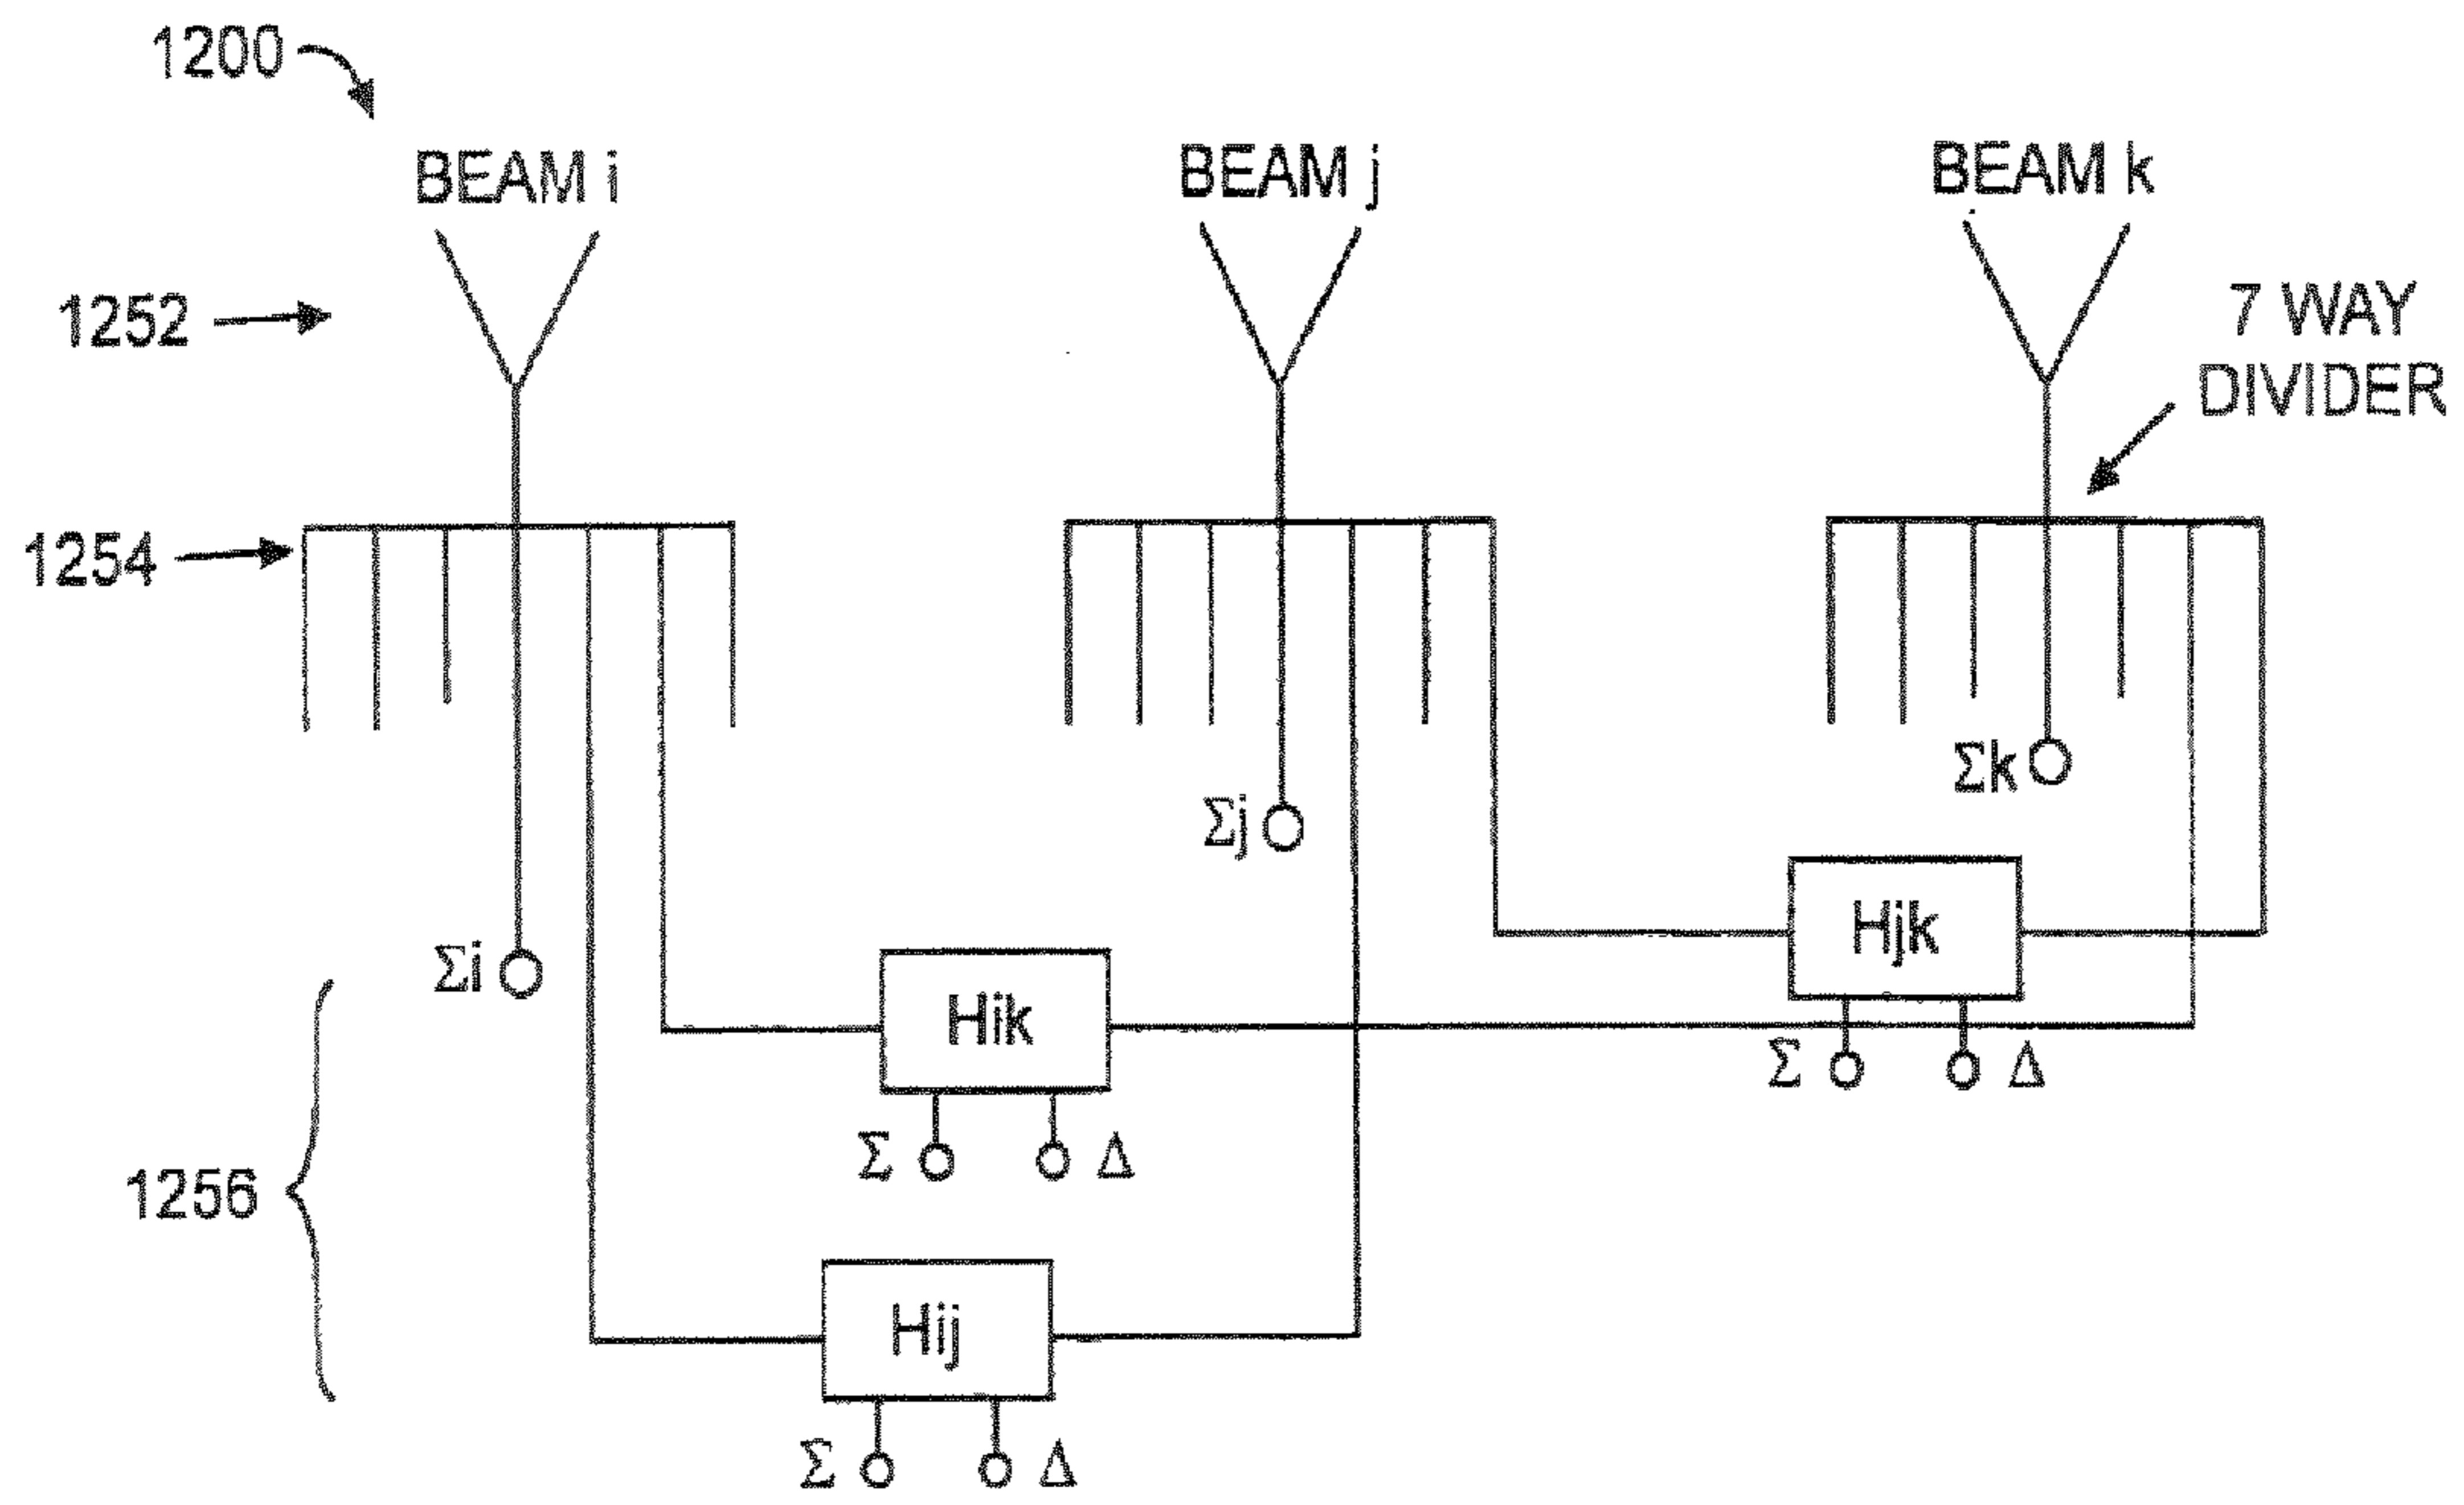 1200
BEAM i
BEAM j
BEAM k
1252
7 WAY
DIVIDER
1254
Σk
Σj
Hjk
Σi
Hik
Σ
Δ
Σ
Δ
1256
Hij
Σ
Δ